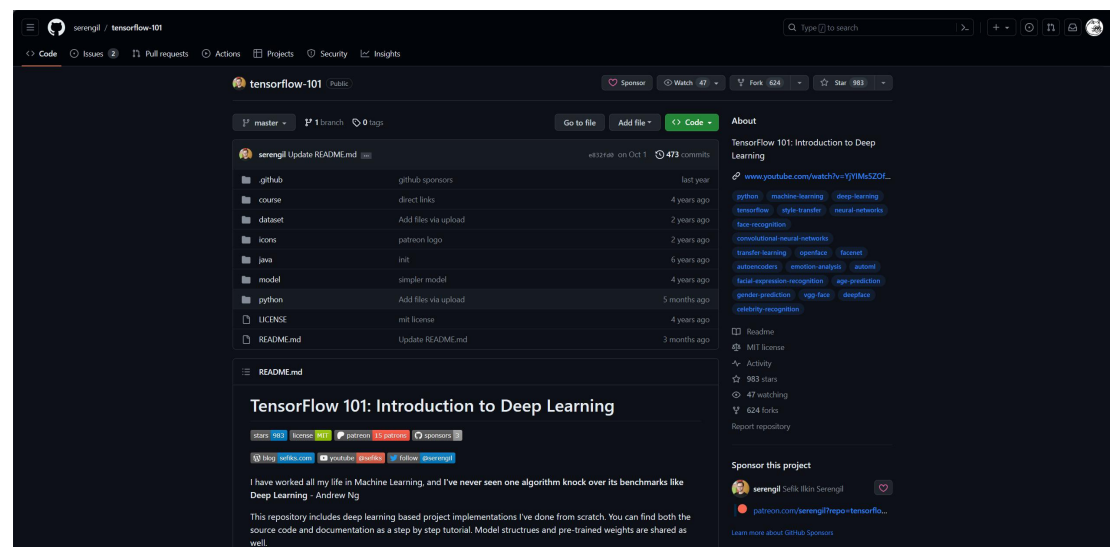 serengil / tensorflow-101
Type / to search
Code Issues 2 Pull requests Actions Projects Security Insights
tensorflow-101 Public
Sponsor Watch 47 Fork 624 Star 983
master 1 branch 0 tags Go to file Add file Code
serengil Update README.md on Oct 1 473 commits
.github github sponsors last year
course direct links 4 years ago
dataset Add files via upload 2 years ago
icons patreon logo 2 years ago
java init 6 years ago
model simpler model 4 years ago
python Add files via upload 5 months ago
LICENSE mit license 4 years ago
README.md Update README.md 3 months ago
README.md
TensorFlow 101: Introduction to Deep Learning
stars 983 license MIT patreon 15 patrons sponsors 3
blog sefiks.com youtube @sefiks follow @serengil
I have worked all my life in Machine Learning, and I've never seen one algorithm knock over its benchmarks like
Deep Learning - Andrew Ng
This repository includes deep learning based project implementations I've done from scratch. You can find both the
source code and documentation as a step by step tutorial. Model structrues and pre-trained weights are shared as
well.
About
TensorFlow 101: Introduction to Deep
Learning
www.youtube.com/watch?v=YjYIMs5ZOf...
python machine-learning deep-learning
tensorflow style-transfer neural-networks
face-recognition
convolutional-neural-networks
transfer-learning openface facenet
autoencoders emotion-analysis automl
facial-expression-recognition age-prediction
gender-prediction vgg-face deepface
celebrity-recognition
Readme
MIT license
Activity
983 stars
47 watching
624 forks
Report repository
Sponsor this project
serengil Sefik Ilkin Serengil
patreon.com/serengil?repo=tensorflo...
Learn more about GitHub Sponsors